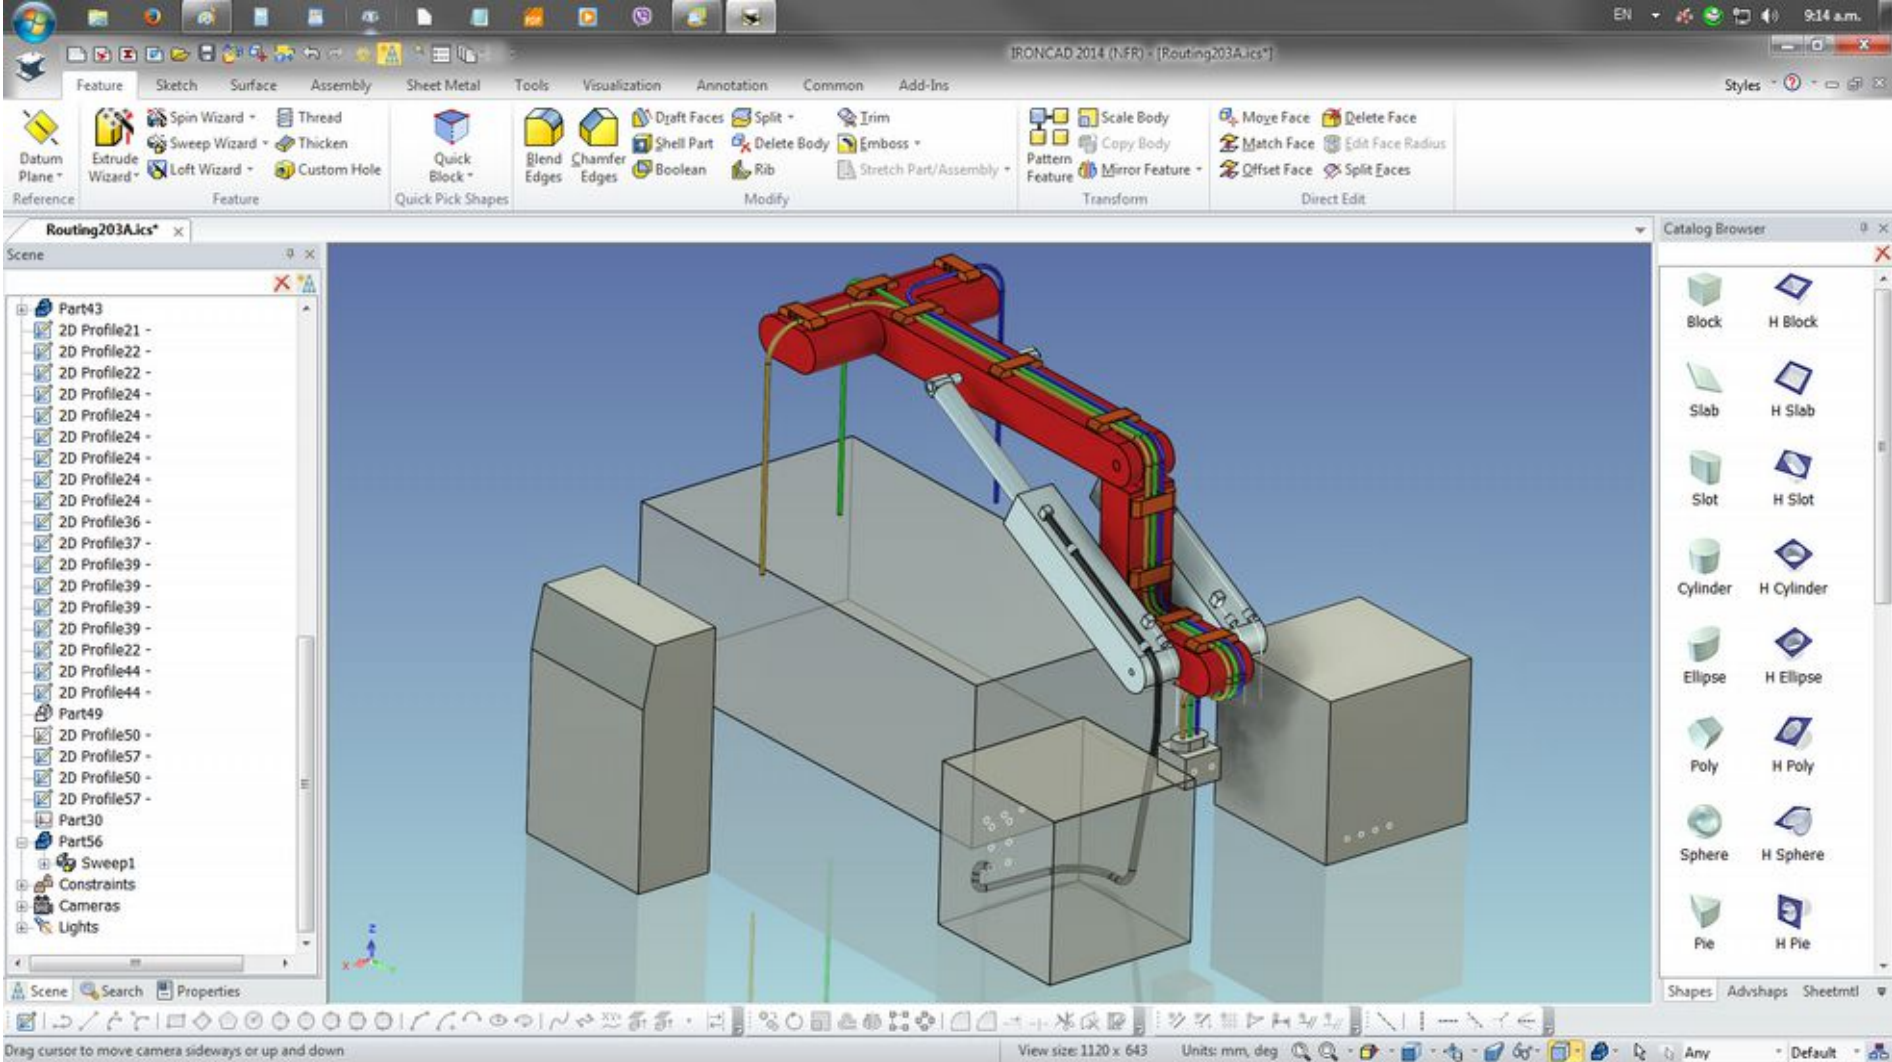 EN 9:14 a.m.
IRONCAD 2014 (NFR) - [Routing203A.ics*]
Feature Sketch Surface Assembly Sheet Metal Tools Visualization Annotation Common Add-Ins Styles
Datum Plane
Extrude Wizard
Spin Wizard
Sweep Wizard
Loft Wizard
Thread
Thicken
Custom Hole
Quick Block
Blend Edges
Chamfer Edges
Draft Faces
Shell Part
Boolean
Split
Delete Body
Rib
Trim
Emboss
Stretch Part/Assembly
Pattern Feature
Scale Body
Copy Body
Mirror Feature
Move Face
Match Face
Offset Face
Delete Face
Edit Face Radius
Split Faces
Reference Feature Quick Pick Shapes Modify Transform Direct Edit
Routing203A.ics*
Scene
Part43
2D Profile21 -
2D Profile22 -
2D Profile22 -
2D Profile24 -
2D Profile24 -
2D Profile24 -
2D Profile24 -
2D Profile24 -
2D Profile24 -
2D Profile36 -
2D Profile37 -
2D Profile39 -
2D Profile39 -
2D Profile39 -
2D Profile39 -
2D Profile22 -
2D Profile44 -
2D Profile44 -
Part49
2D Profile50 -
2D Profile57 -
2D Profile50 -
2D Profile57 -
Part30
Part56
Sweep1
Constraints
Cameras
Lights
Scene Search Properties
z
x
Catalog Browser
Block H Block
Slab H Slab
Slot H Slot
Cylinder H Cylinder
Ellipse H Ellipse
Poly H Poly
Sphere H Sphere
Pie H Pie
Shapes Advshaps Sheetmtl
Drag cursor to move camera sideways or up and down
View size: 1120 x 643 Units: mm, deg Any Default